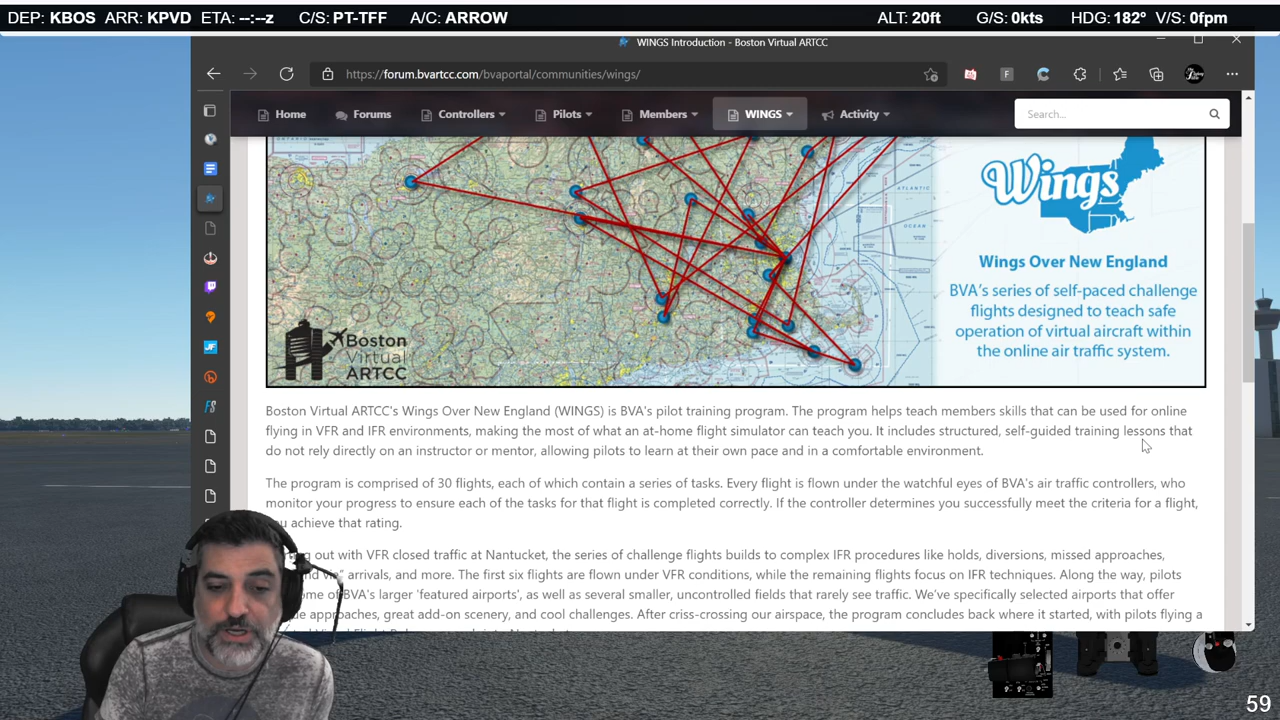 DEP: KBOS ARR: KPVD ETA: --:--z C/S: PT-TFF A/C: ARROW ALT: 20ft G/S: 0kts HDG: 182° V/S: 0fpm
WINGS Introduction - Boston Virtual ARTCC
https://forum.bvartcc.com/bvaportal/communities/wings/
Home Forums Controllers Pilots Members WINGS Activity Search...
Wings
Wings Over New England
BVA's series of self-paced challenge
flights designed to teach safe
operation of virtual aircraft within
the online air traffic system.
Boston
Virtual
ARTCC
Boston Virtual ARTCC's Wings Over New England (WINGS) is BVA's pilot training program. The program helps teach members skills that can be used for online
flying in VFR and IFR environments, making the most of what an at-home flight simulator can teach you. It includes structured, self-guided training lessons that
do not rely directly on an instructor or mentor, allowing pilots to learn at their own pace and in a comfortable environment.
The program is comprised of 30 flights, each of which contain a series of tasks. Every flight is flown under the watchful eyes of BVA's air traffic controllers, who
monitor your progress to ensure each of the tasks for that flight is completed correctly. If the controller determines you successfully meet the criteria for a flight,
achieve that rating.
out with VFR closed traffic at Nantucket, the series of challenge flights builds to complex IFR procedures like holds, diversions, missed approaches,
arrivals, and more. The first six flights are flown under VFR conditions, while the remaining flights focus on IFR techniques. Along the way, pilots
of BVA's larger 'featured airports', as well as several smaller, uncontrolled fields that rarely see traffic. We've specifically selected airports that offer
approaches, great add-on scenery, and cool challenges. After criss-crossing our airspace, the program concludes back where it started, with pilots flying a
59